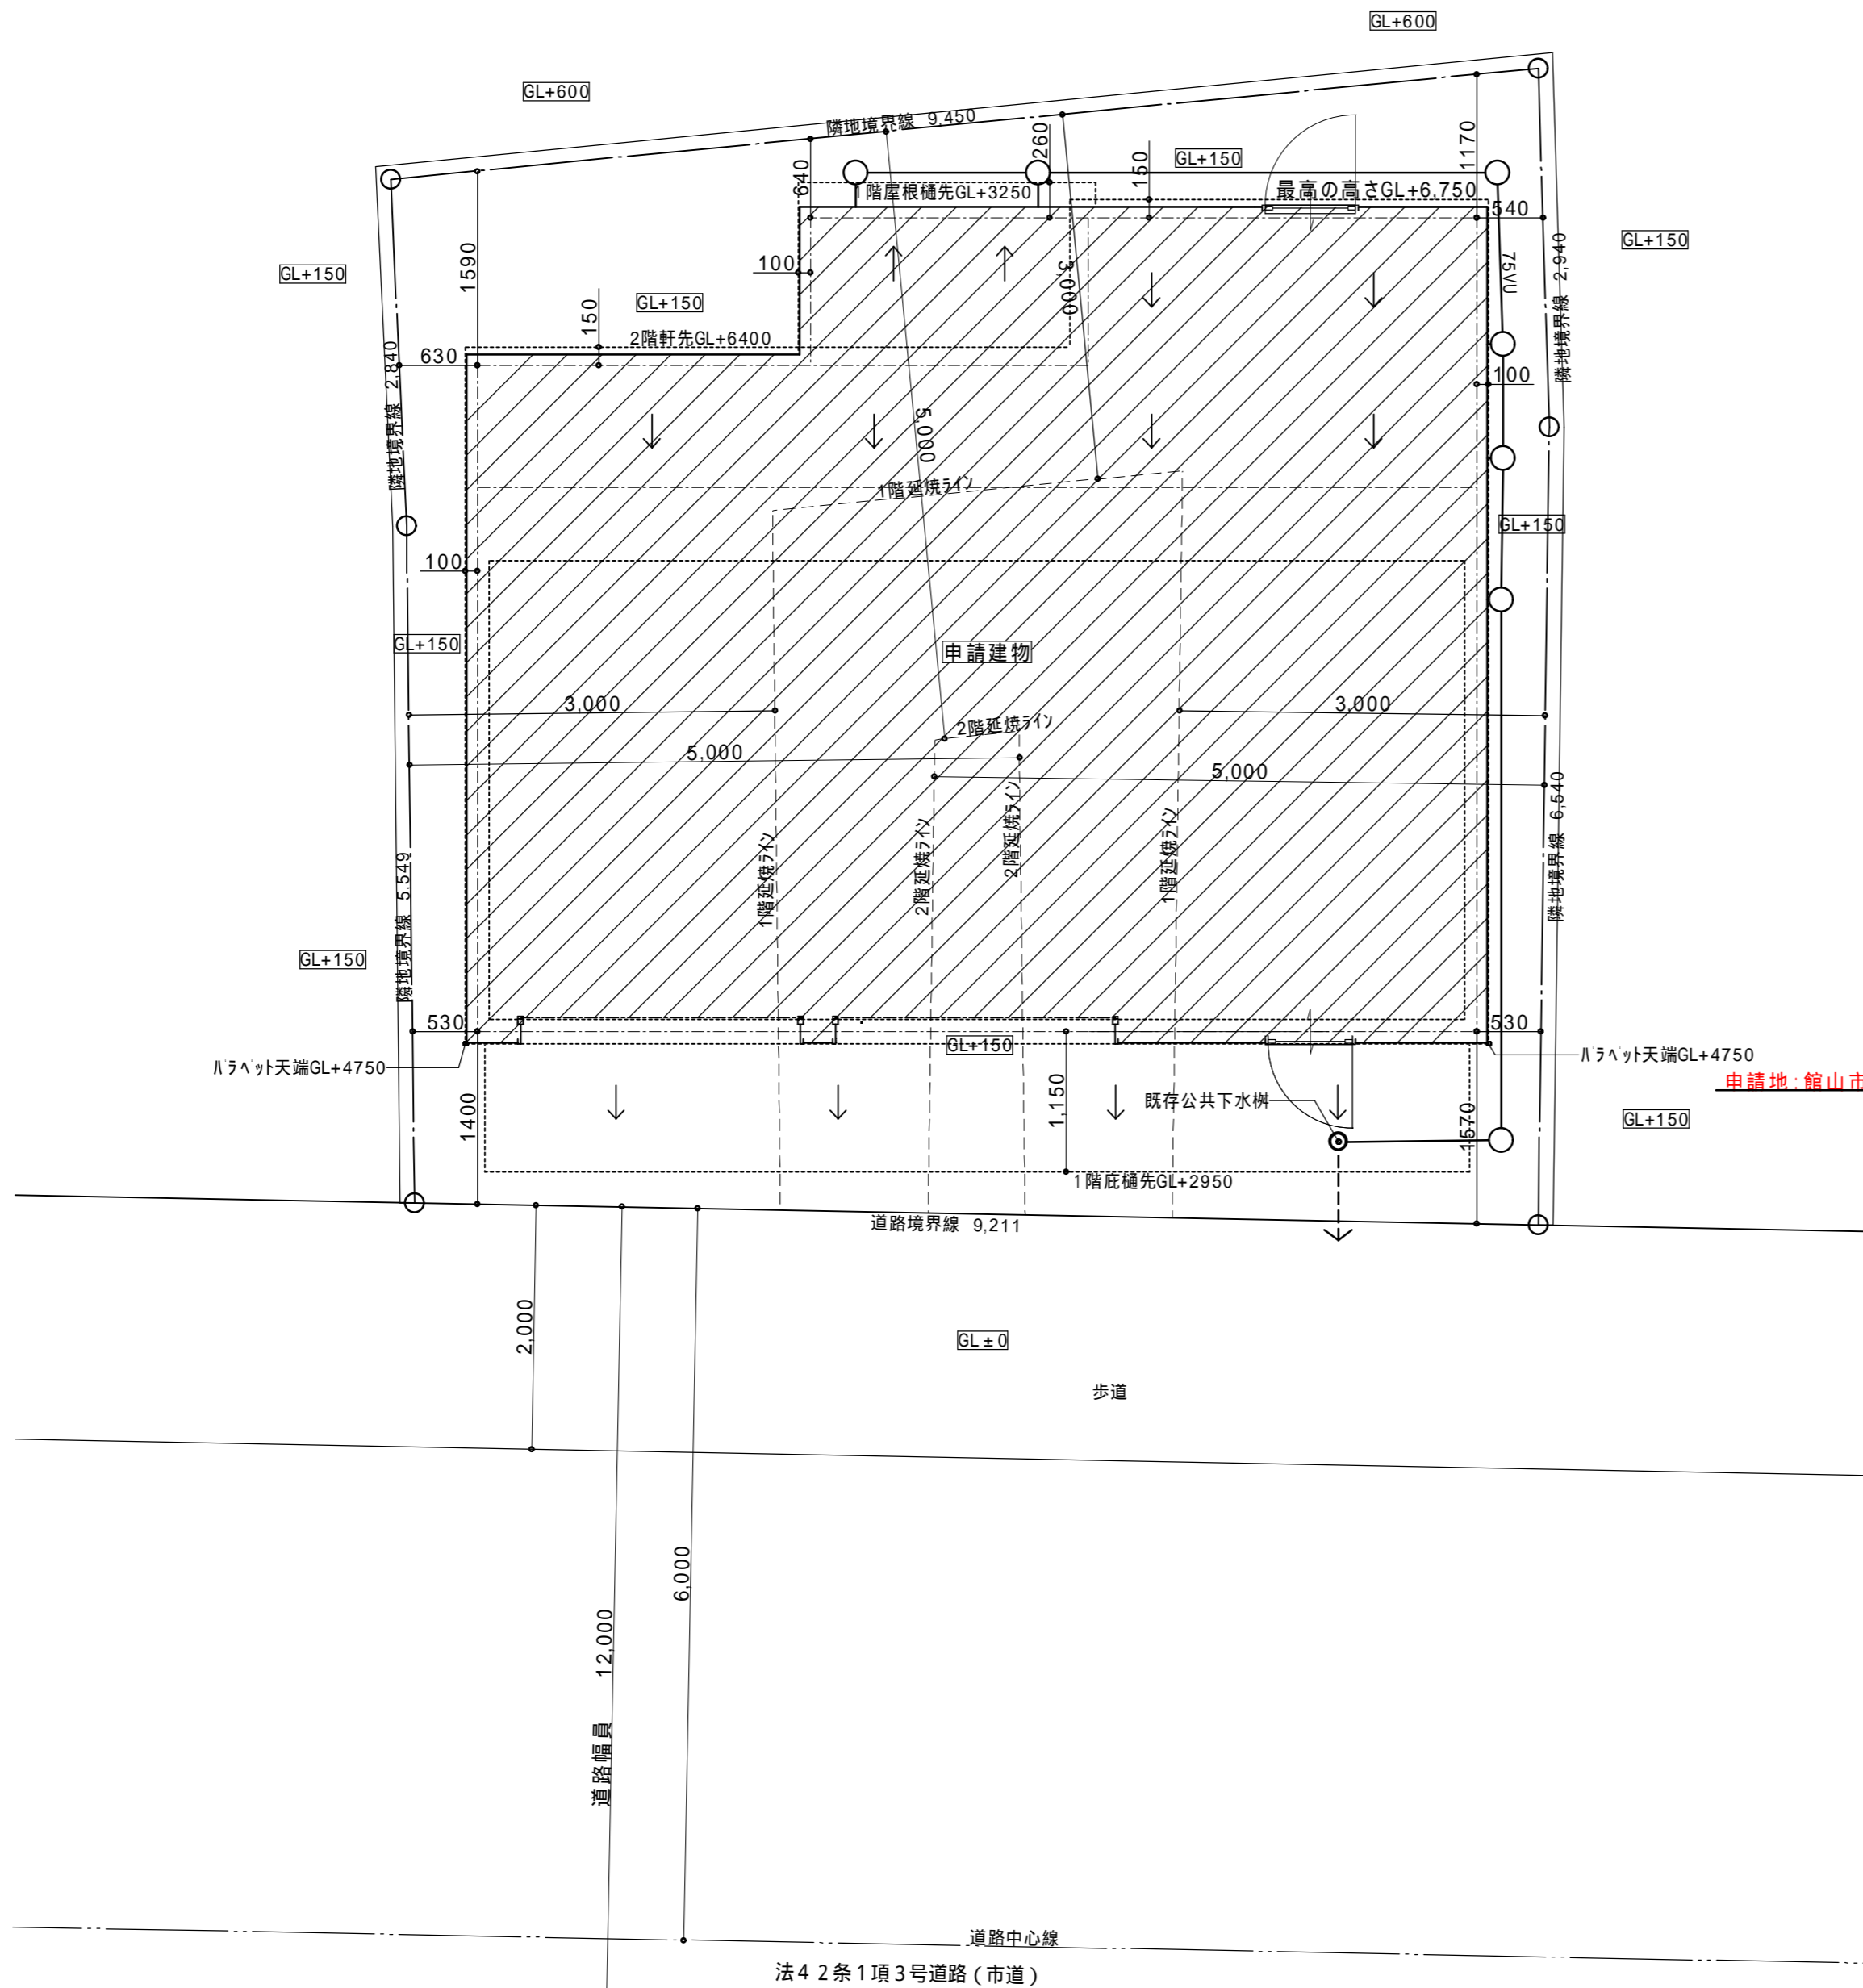 GL+600
GL+600
隣地境界線 9,450
260
1170
640
150
GL+150
1階屋根樋先GL+3250
最高の高さGL+6.750
540
GL+150
GL+150
1590
100
3,000
75VU
隣地境界線 2,940
GL+150
150
2階軒先GL+6400
630
隣地境界線 2,840
100
5,000
1階延焼ライン
GL+150
100
GL+150
申請建物
3,000
3,000
2階延焼ライン
5,000
5,000
1階延焼ライン
2階延焼ライン
2階延焼ライン
1階延焼ライン
隣地境界線 6,540
隣地境界線 5,549
GL+150
530
530
GL+150
パラペット天端GL+4750
パラペット天端GL+4750
申請地:館山市
1400
1,150
既存公共下水桝
1570
GL+150
1階庇樋先GL+2950
道路境界線 9,211
2,000
GL±0
歩道
6,000
道路幅員 12,000
道路中心線
法42条1項3号道路(市道)